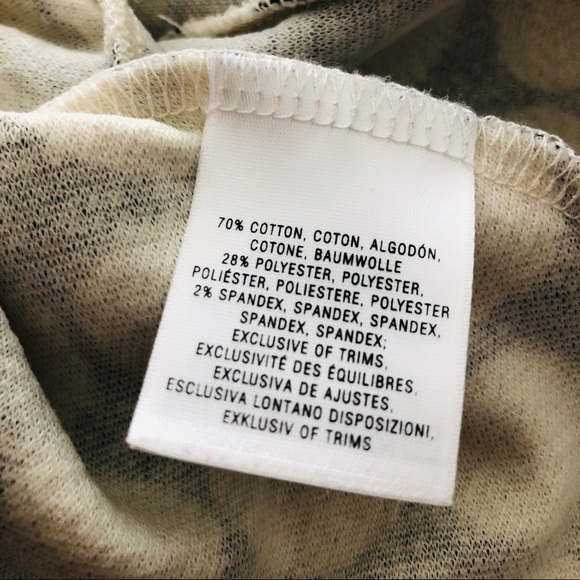 70% COTTON, COTON, ALGODÓN,
COTONE, BAUMWOLLE
28% POLYESTER, POLYESTER,
POLIÉSTER, POLIESTERE, POLYESTER
2% SPANDEX, SPANDEX, SPANDEX,
SPANDEX, SPANDEX;
EXCLUSIVE OF TRIMS,
EXCLUSIVITÉ DES ÉQUILIBRES,
EXCLUSIVA DE AJUSTES,
ESCLUSIVA LONTANO DISPOSIZIONI,
EXKLUSIV OF TRIMS